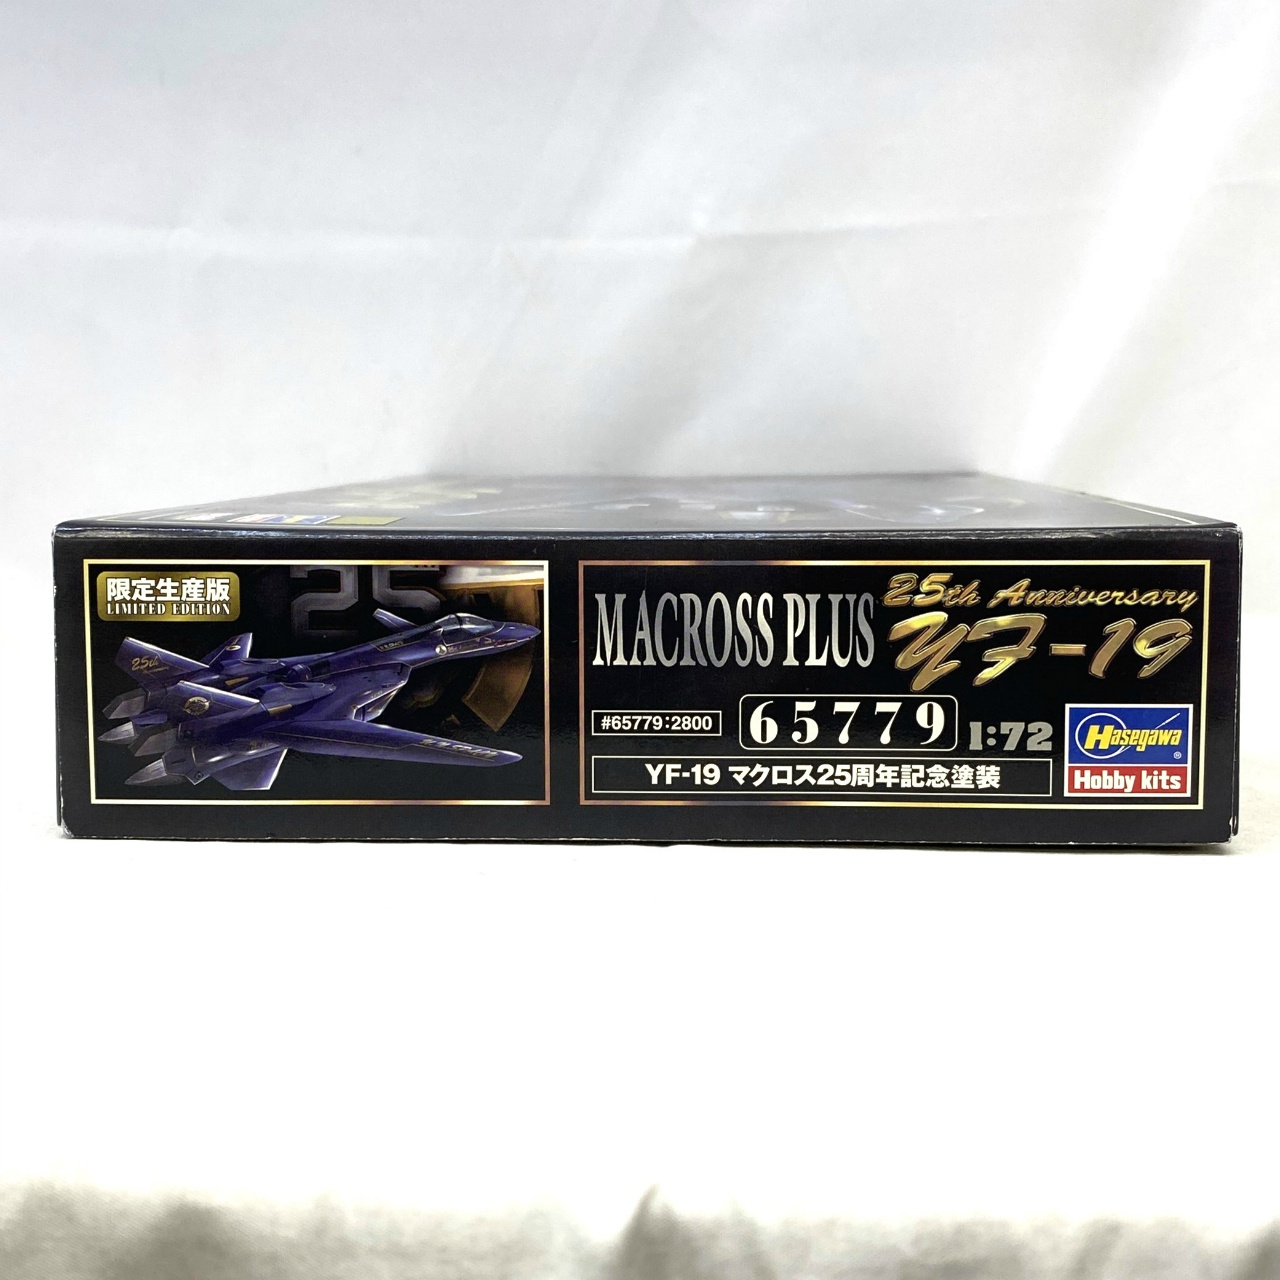 限定生産版
LIMITED EDITION
25
25th
MACROSS PLUS
25th Anniversary
YF-19
#65779:2800
65779
1:72
YF-19 マクロス25周年記念塗装
Hasegawa
®
Hobby kits